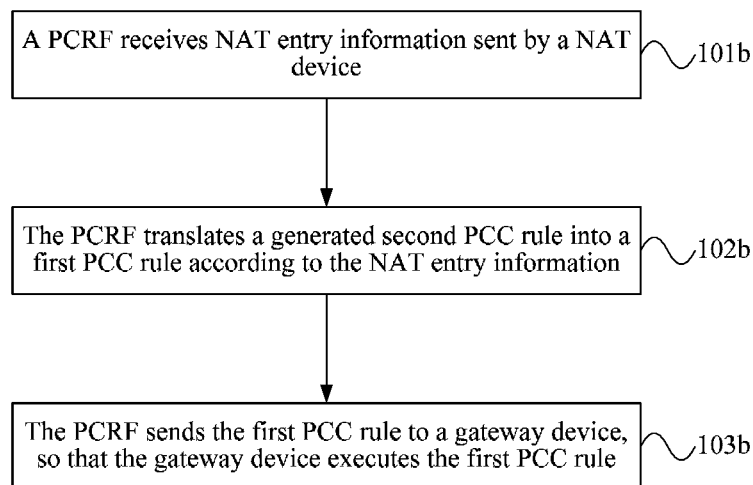 A PCRF receives NAT entry information sent by a NAT
device
101b
The PCRF translates a generated second PCC rule into a
first PCC rule according to the NAT entry information
102b
The PCRF sends the first PCC rule to a gateway device,
so that the gateway device executes the first PCC rule
103b